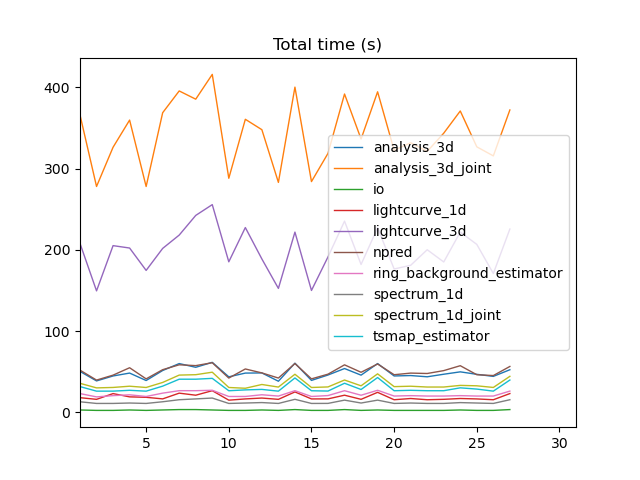 Total time (s)
400
300
200
100
0
analysis_3d
analysis_3d_joint
io
lightcurve_1d
lightcurve_3d
npred
ring_background_estimator
spectrum_1d
spectrum_1d_joint
tsmap_estimator
5 10 15 20 25 30